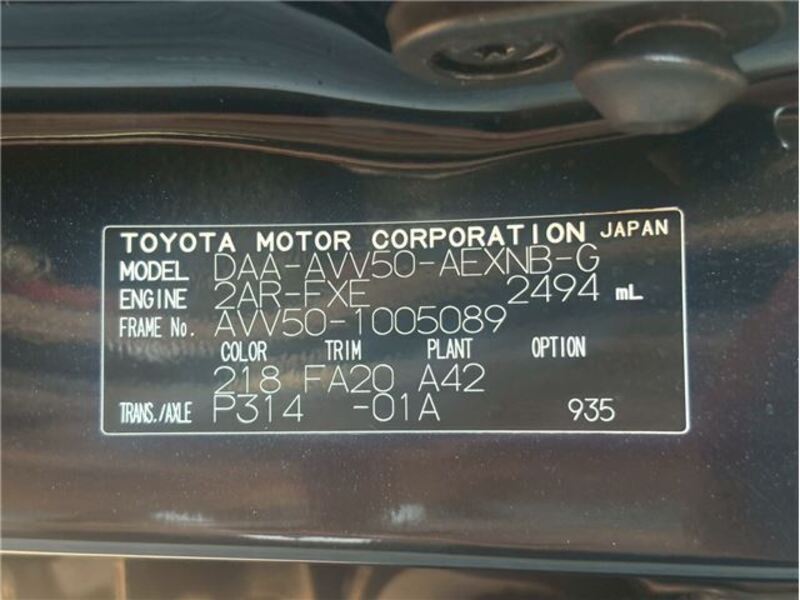 TOYOTA MOTOR CORPORATION JAPAN
MODEL DAA-AVV50-AEXNB-G
ENGINE 2AR-FXE 2494 mL
FRAME No. AVV50-1005089
COLOR TRIM PLANT OPTION
218 FA20 A42
TRANS./AXLE P314 -01A 935